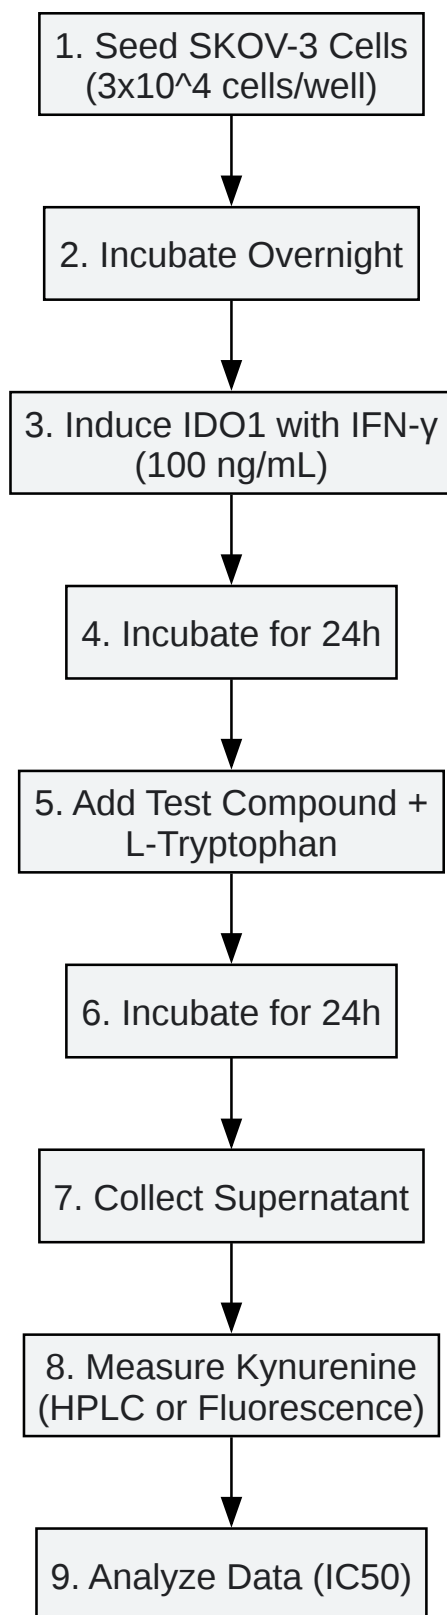 1. Seed SKOV-3 Cells
(3x10^4 cells/well)
2. Incubate Overnight
3. Induce IDO1 with IFN-γ
(100 ng/mL)
4. Incubate for 24h
5. Add Test Compound +
L-Tryptophan
6. Incubate for 24h
7. Collect Supernatant
8. Measure Kynurenine
(HPLC or Fluorescence)
9. Analyze Data (IC50)